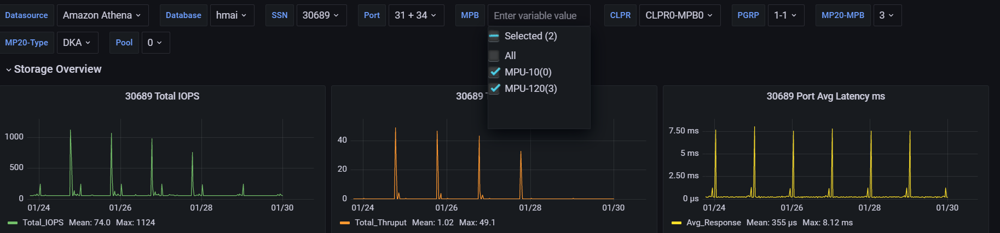 Datasource Amazon Athena Database hmai SSN 30689 Port 31 + 34 MPB Enter variable value CLPR CLPR0-MPB0 PGRP 1-1 MP20-MPB 3
Selected (2)
All
MPU-10(0)
MPU-120(3)
MP20-Type DKA Pool 0
Storage Overview
30689 Total IOPS
1000
500
0
01/24 01/26 01/28 01/30
Total_IOPS Mean: 74.0 Max: 1124
30689
40
20
0
01/24 01/26 01/28 01/30
Total_Thruput Mean: 1.02 Max: 49.1
30689 Port Avg Latency ms
7.50 ms
5 ms
2.50 ms
0 µs
01/24 01/26 01/28 01/30
Avg_Response Mean: 355 µs Max: 8.12 ms